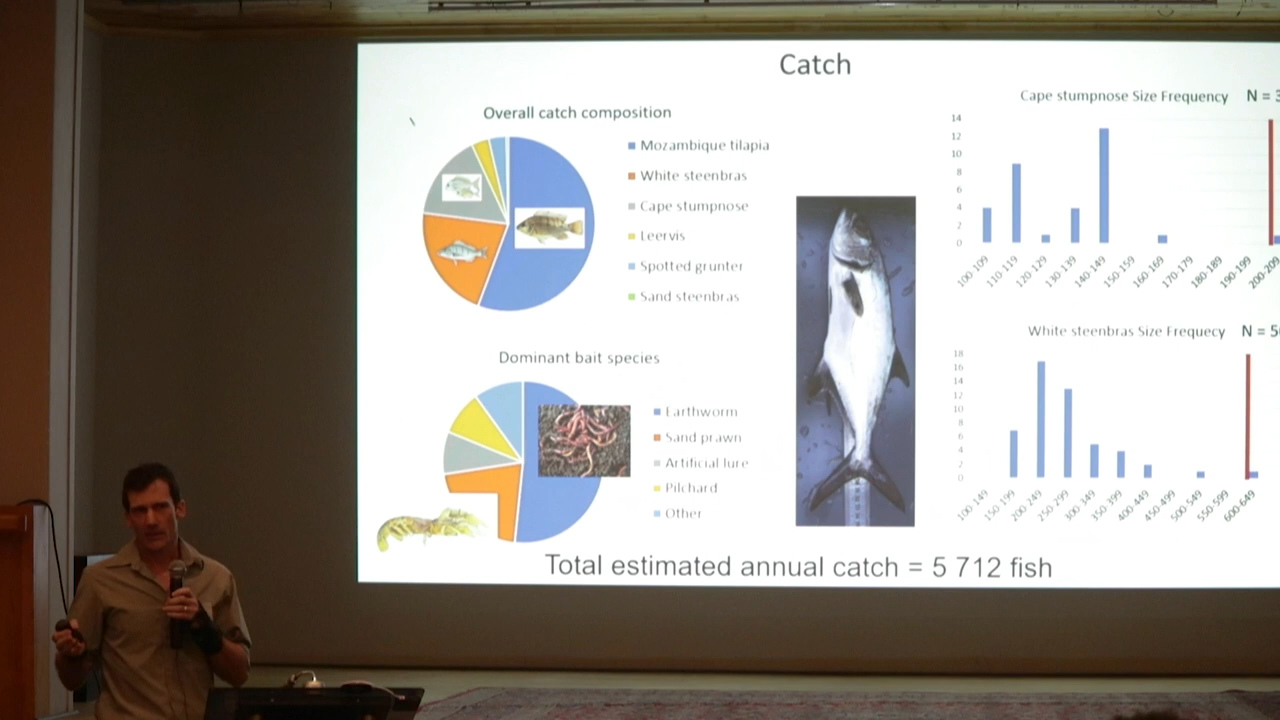 Catch
Overall catch composition
Mozambique tilapia
White steenbras
Cape stumpnose
Leervis
Spotted grunter
Sand steenbras
Dominant bait species
Earthworm
Sand prawn
Artificial lure
Pilchard
Other
Cape stumpnose Size Frequency N = 3
14
12
10
8
6
4
2
0
100-109 110-119 120-129 130-139 140-149 150-159 160-169 170-179 180-189 190-199 200-209
White steenbras Size Frequecy N = 5
18
16
14
12
10
8
6
4
2
0
100-149 150-199 200-249 250-299 300-349 350-399 400-449 450-499 500-549 550-599 600-649
Total estimated annual catch = 5 712 fish